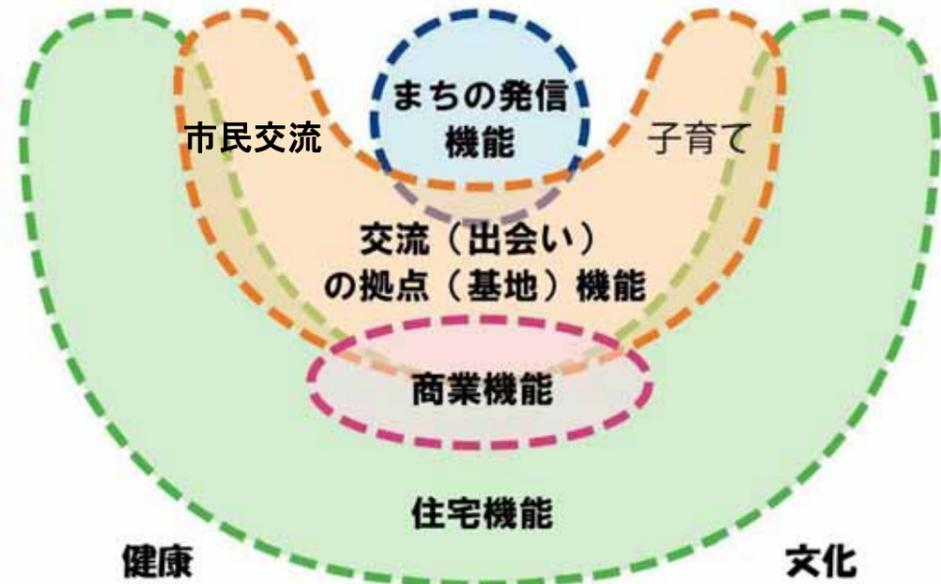 まちの発信
機能
市民交流
子育て
交流（出会い）
の拠点（基地）機能
商業機能
住宅機能
健康
文化